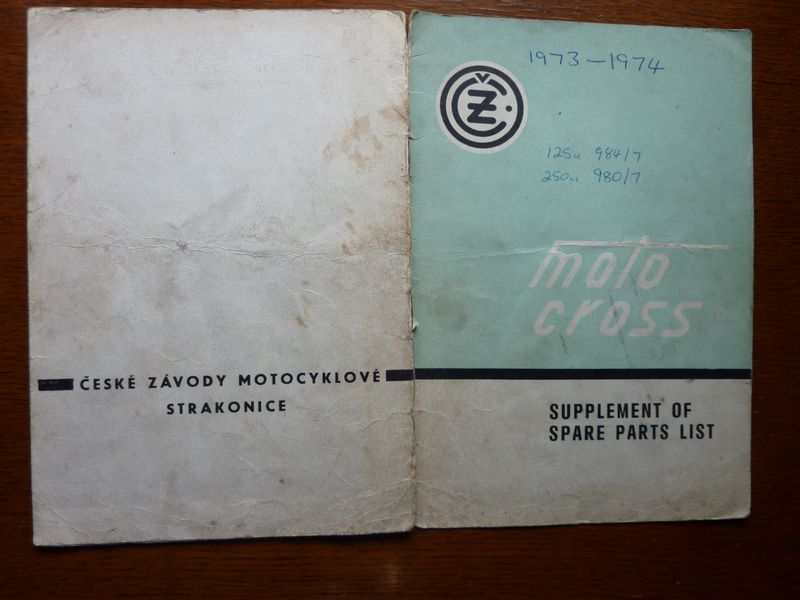 ČESKÉ ZÁVODY MOTOCYKLOVÉ
STRAKONICE
1973-1974
ČZ
125cc 984/7
250cc 980/7
moto
cross
SUPPLEMENT OF
SPARE PARTS LIST